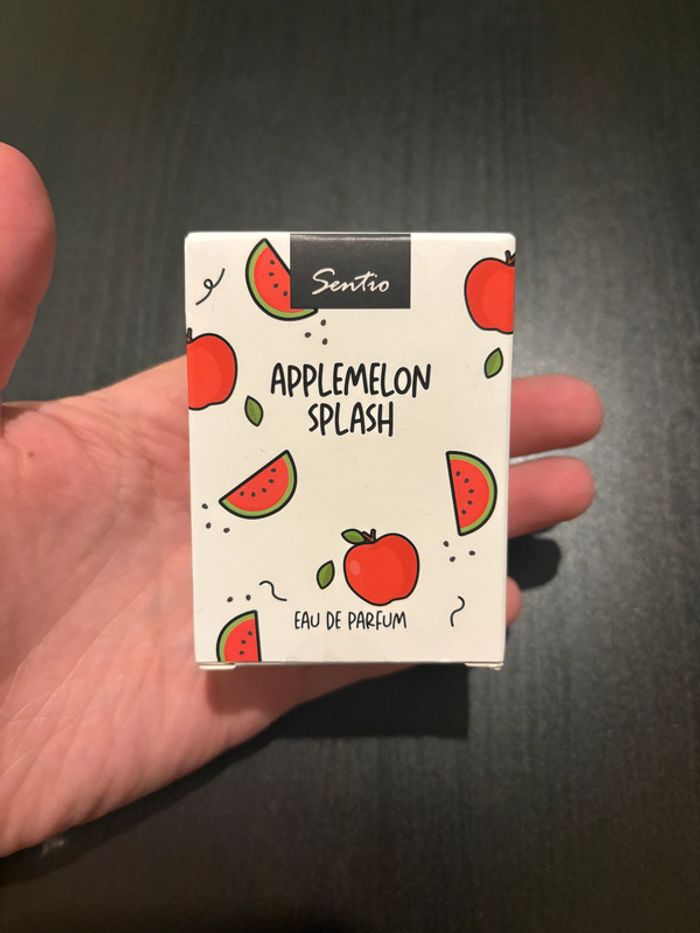 Sentio
APPLEMELON
SPLASH
EAU DE PARFUM